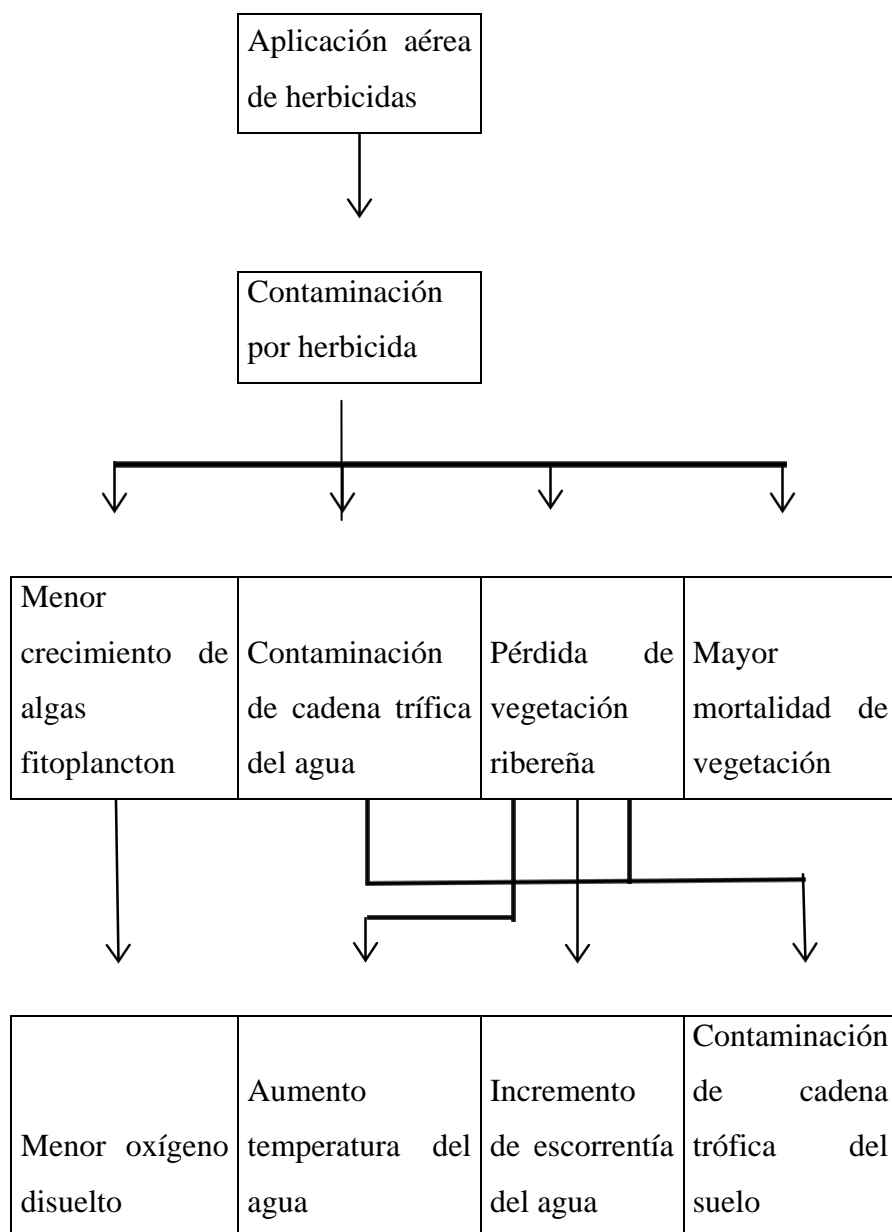 Aplicación aérea
de herbicidas
Contaminación
por herbicida
Menor
crecimiento de
algas
fitoplancton
Contaminación
de cadena trífica
del agua
Pérdida de
vegetación
ribereña
Mayor
mortalidad de
vegetación
Menor oxígeno
disuelto
Aumento
temperatura del
agua
Incremento
de escorrentía
del agua
Contaminación
de cadena
trófica del
suelo